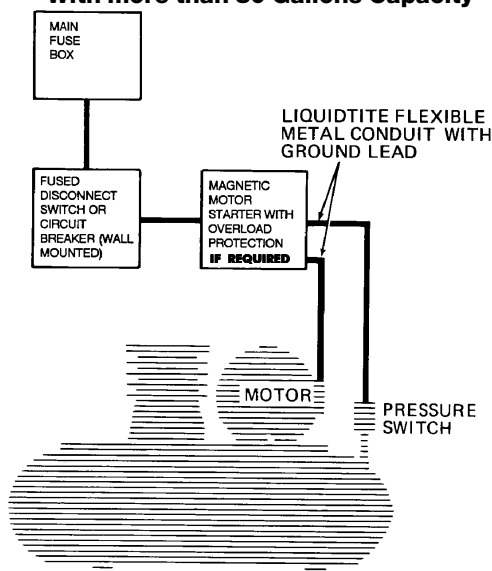 with more than 80 Gallons Capacity
MAIN
FUSE
BOX
LIQUIDTITE FLEXIBLE
METAL CONDUIT WITH
GROUND LEAD
FUSED
DISCONNECT
SWITCH OR
CIRCUIT
BREAKER (WALL
MOUNTED)
MAGNETIC
MOTOR
STARTER WITH
OVERLOAD
PROTECTION
IF REQUIRED
MOTOR
PRESSURE
SWITCH